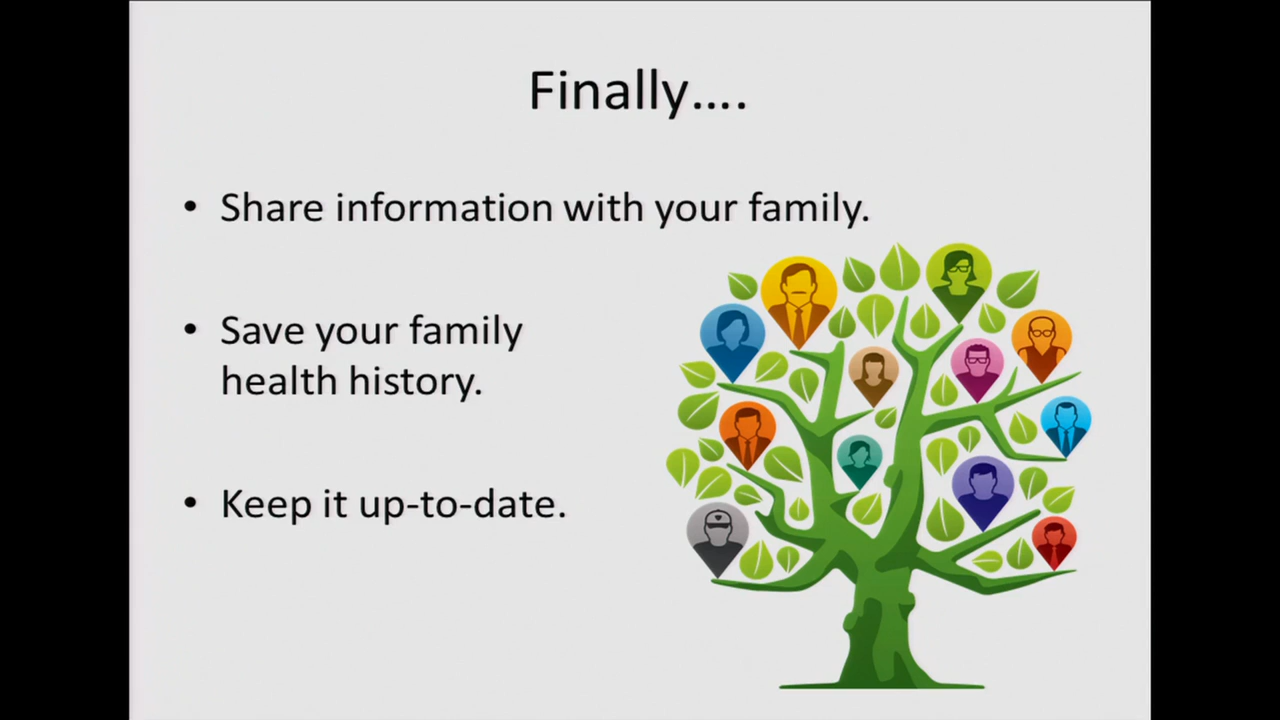 Finally….
• Share information with your family.
• Save your family
health history.
• Keep it up-to-date.